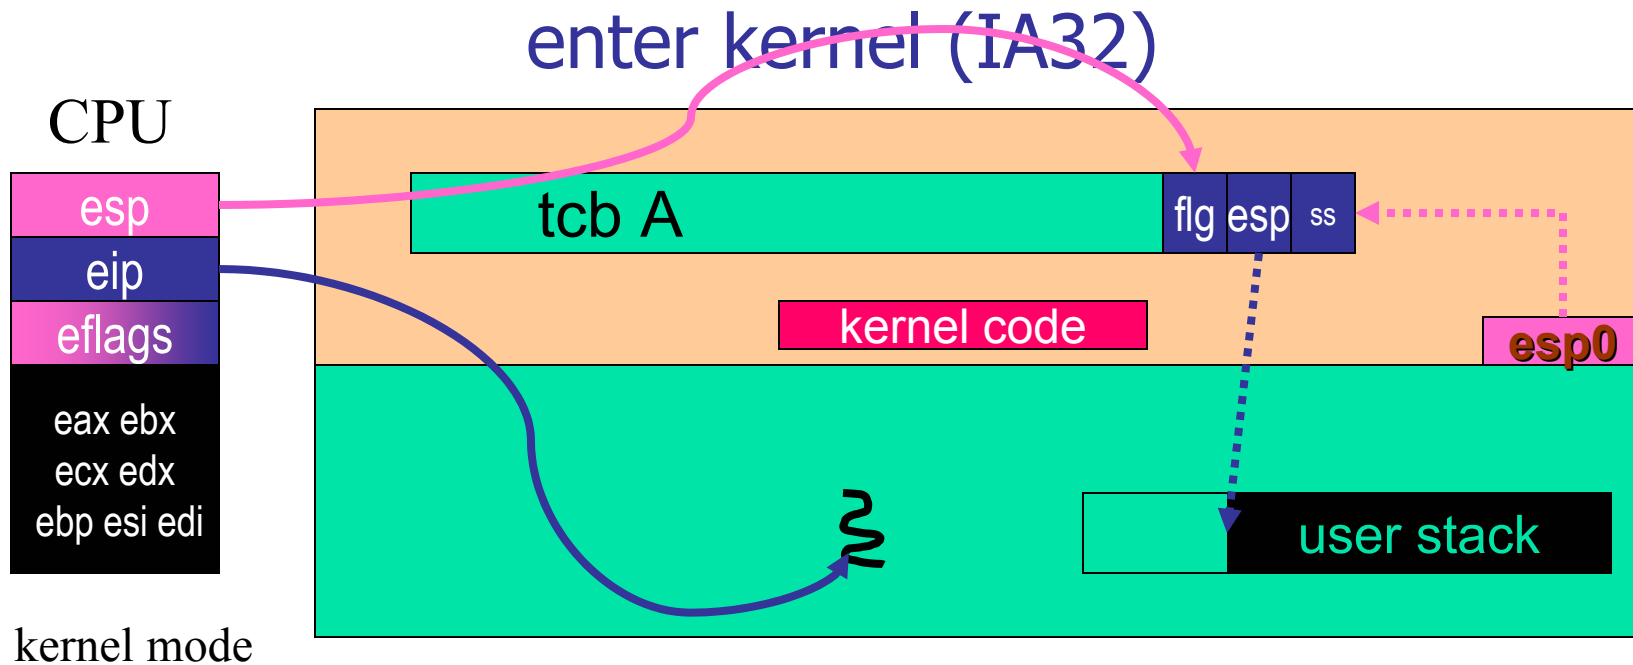 enter kernel (IA32)
CPU
esp
eip
eflags
eax ebx
ecx edx
ebp esi edi
kernel mode
tcb A
flg esp ss
kernel code
esp0
user stack